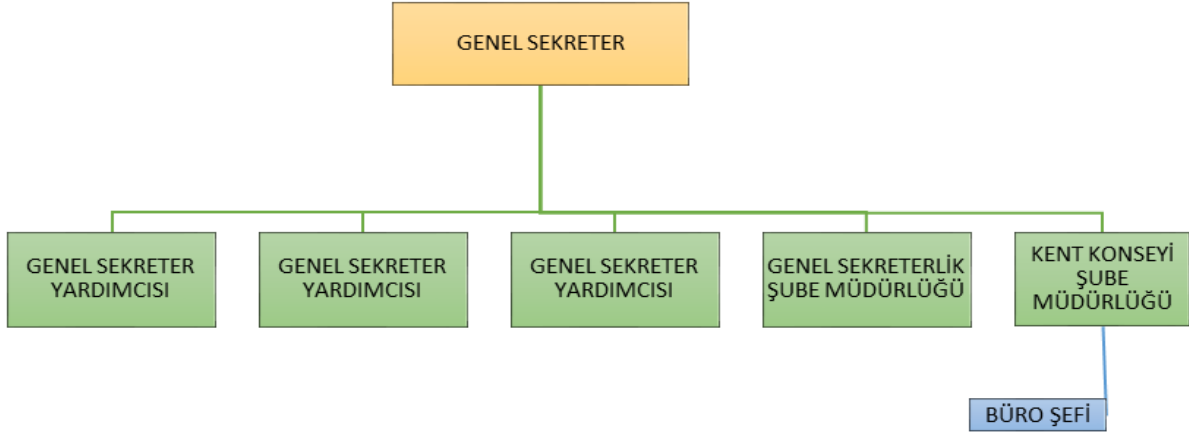 GENEL SEKRETER
GENEL SEKRETER
YARDIMCISI
GENEL SEKRETER
YARDIMCISI
GENEL SEKRETER
YARDIMCISI
GENEL SEKRETERLİK
ŞUBE MÜDÜRLÜĞÜ
KENT KONSEYİ
ŞUBE
MÜDÜRLÜĞÜ
BÜRO ŞEFİ